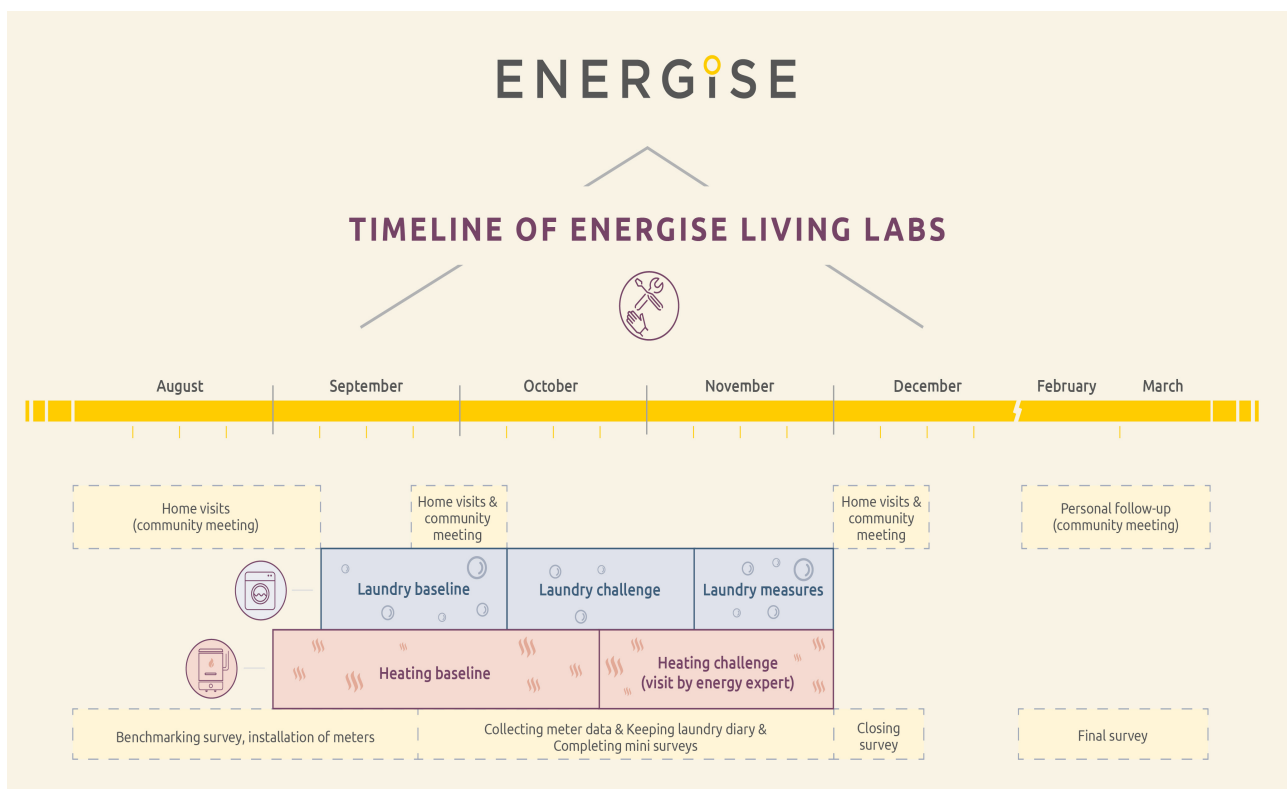 ENERGISE
TIMELINE OF ENERGISE LIVING LABS
August
September
October
November
December
February
March
Home visits
(community meeting)
Home visits &
community
meeting
Home visits &
community
meeting
Personal follow-up
(community meeting)
Laundry baseline
Laundry challenge
Laundry measures
Heating baseline
Heating challenge
(visit by energy expert)
Benchmarking survey, installation of meters
Collecting meter data & Keeping laundry diary &
Completing mini surveys
Closing
survey
Final survey